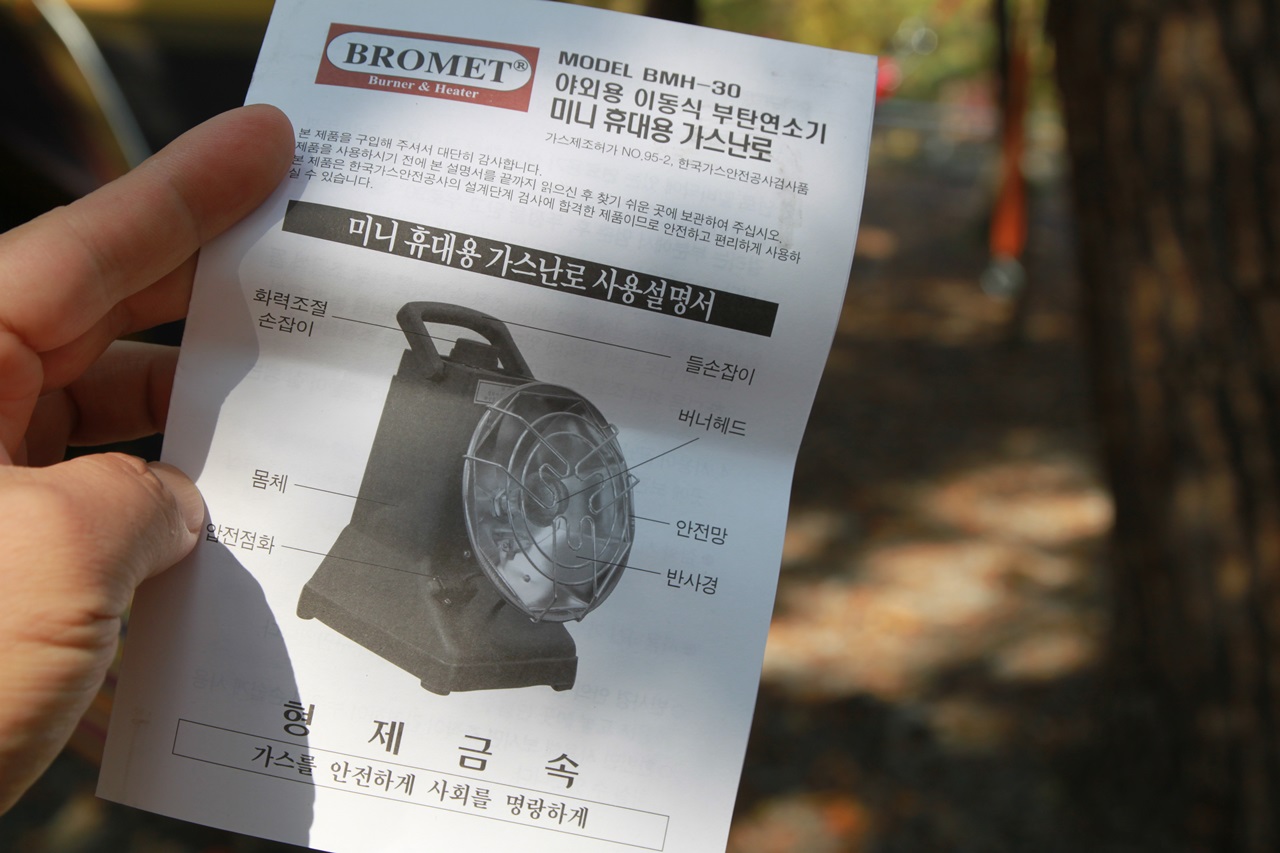 BROMET®
Burner & Heater
MODEL BMH-30
야외용 이동식 부탄연소기
미니 휴대용 가스난로
가스제조허가 NO.95-2, 한국가스안전공사검사품
본 제품을 구입해 주셔서 대단히 감사합니다.
제품을 사용하시기 전에 본 설명서를 끝까지 읽으신 후 찾기 쉬운 곳에 보관하여 주십시오.
본 제품은 한국가스안전공사의 설계단계 검사에 합격한 제품이므로 안전하고 편리하게 사용하
실 수 있습니다.
미니 휴대용 가스난로 사용설명서
화력조절
손잡이
들손잡이
버너헤드
몸체
안전망
압전점화
반사경
형 제 금 속
가스를 안전하게 사회를 명랑하게